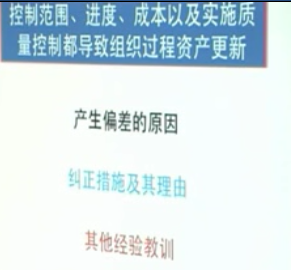 控制范围、进度、成本以及实施质
量控制都导致组织过程资产更新
产生偏差的原因
纠正措施及其理由
其他经验教训